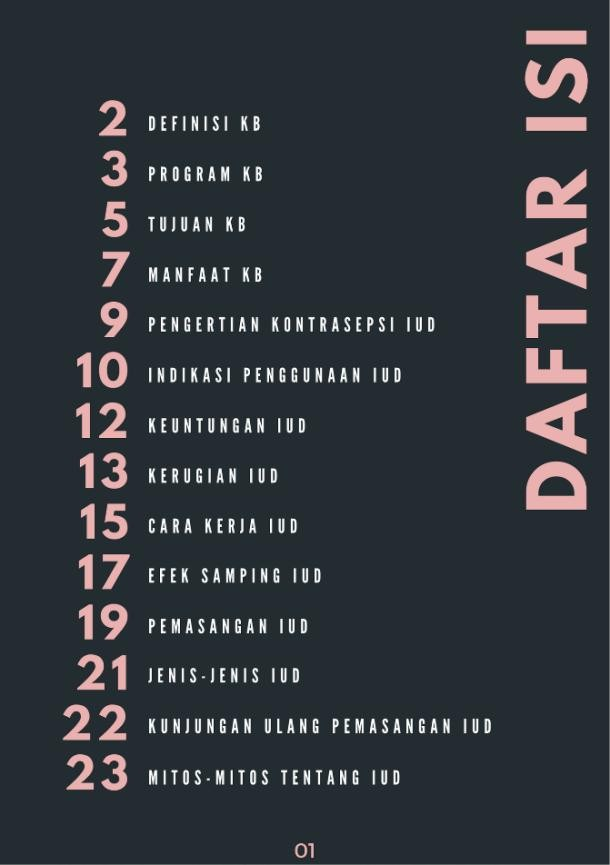 DAFTAR ISI
2 DEFINISI KB
3 PROGRAM KB
5 TUJUAN KB
7 MANFAAT KB
9 PENGERTIAN KONTRASEPSI IUD
10 INDIKASI PENGGUNAAN IUD
12 KEUNTUNGAN IUD
13 KERUGIAN IUD
15 CARA KERJA IUD
17 EFEK SAMPING IUD
19 PEMASANGAN IUD
21 JENIS-JENIS IUD
22 KUNJUNGAN ULANG PEMASANGAN IUD
23 MITOS-MITOS TENTANG IUD
01